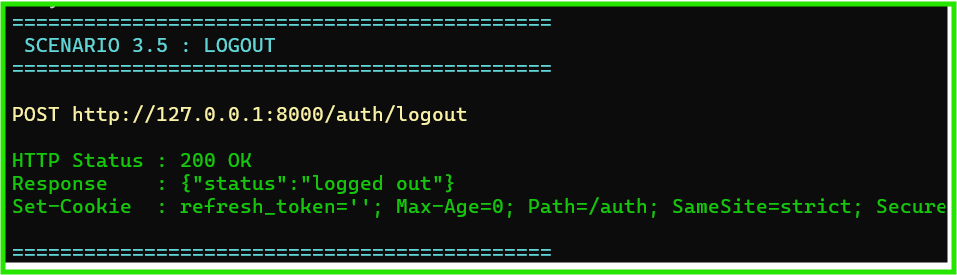 =============================================
SCENARIO 3.5 : LOGOUT
=============================================
POST http://127.0.0.1:8000/auth/logout
HTTP Status : 200 OK
Response    : {"status":"logged out"}
Set-Cookie  : refresh_token=''; Max-Age=0; Path=/auth; SameSite=strict; Secure
=============================================